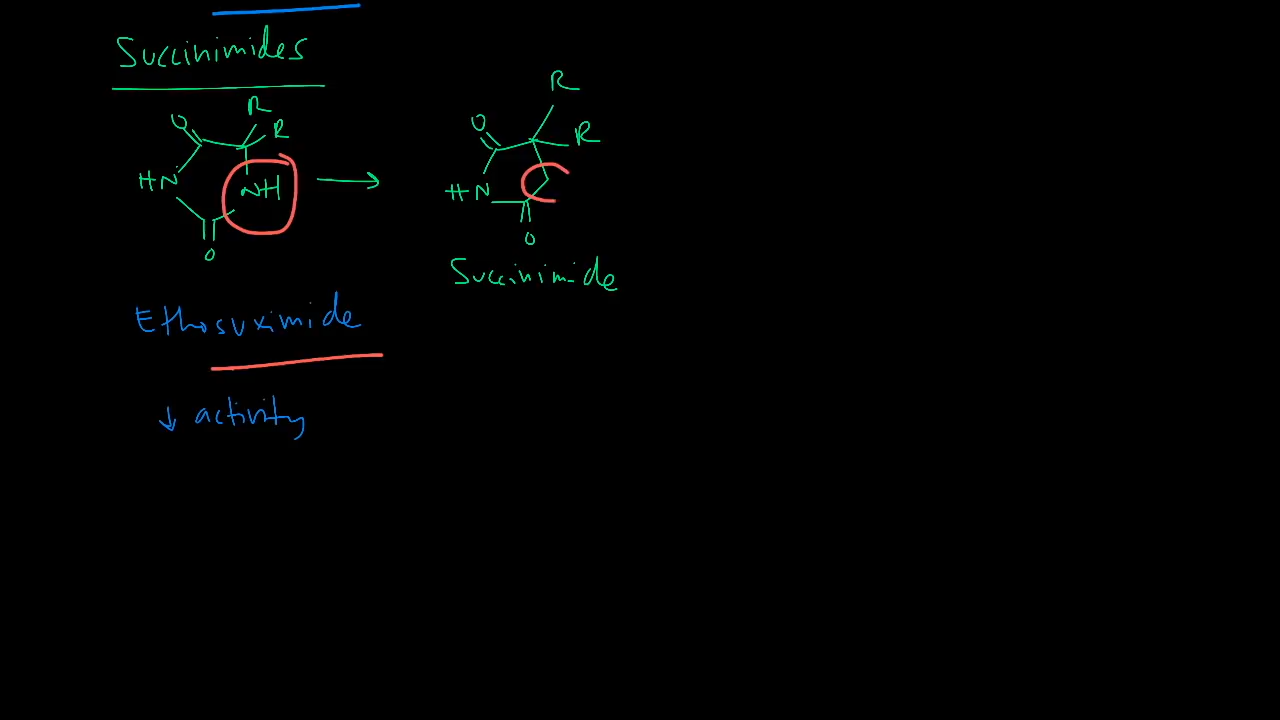 Succinimides
R
O R
HN NH
O
R
O R
HN
O
Succinimide
Ethosuximide
↓ activity